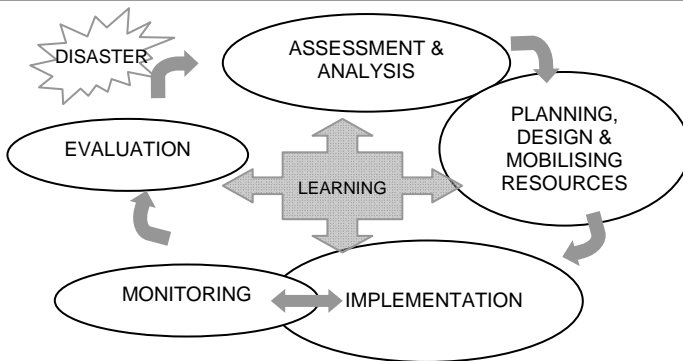 DISASTER
ASSESSMENT &
ANALYSIS
PLANNING,
DESIGN &
MOBILISING
RESOURCES
EVALUATION
LEARNING
MONITORING
IMPLEMENTATION